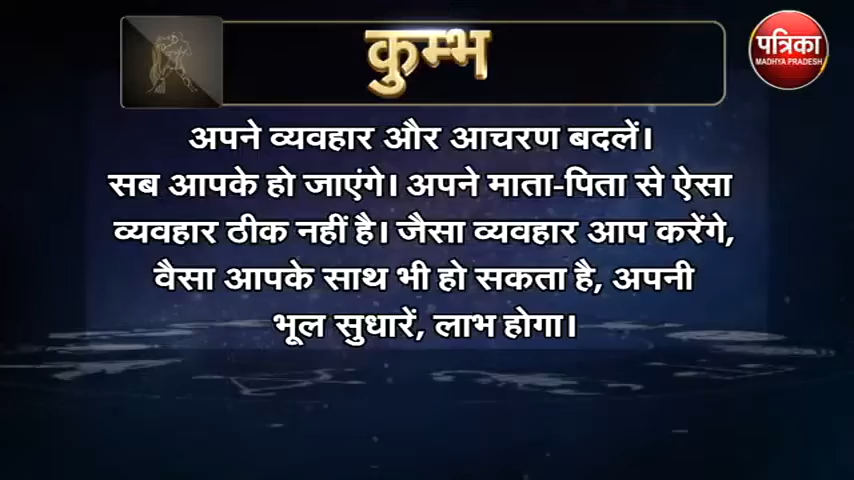 कुम्भ
पत्रिका
MADHYA PRADESH
अपने व्यवहार और आचरण बदलें।
सब आपके हो जाएंगे। अपने माता-पिता से ऐसा
व्यवहार ठीक नहीं है। जैसा व्यवहार आप करेंगे,
वैसा आपके साथ भी हो सकता है, अपनी
भूल सुधारें, लाभ होगा।